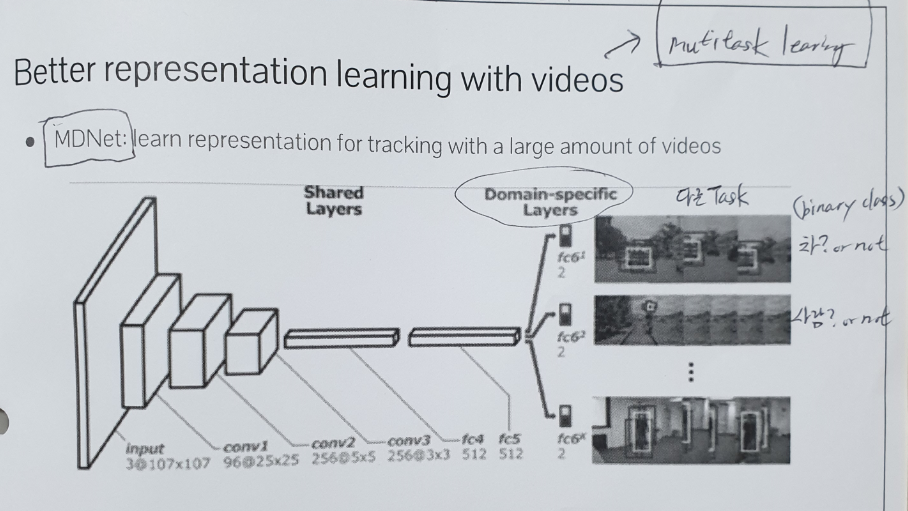 Mutitask learing
Better representation learning with videos
• MDNet: learn representation for tracking with a large amount of videos
Shared
Layers
Domain-specific
Layers
다른 Task
(binary class)
fc6¹
2
차? or not
fc6²
2
사람? or not
⋮
fc6ᴷ
2
input
3@107x107
conv1
96@25x25
conv2
256@5x5
conv3
256@3x3
fc4
512
fc5
512